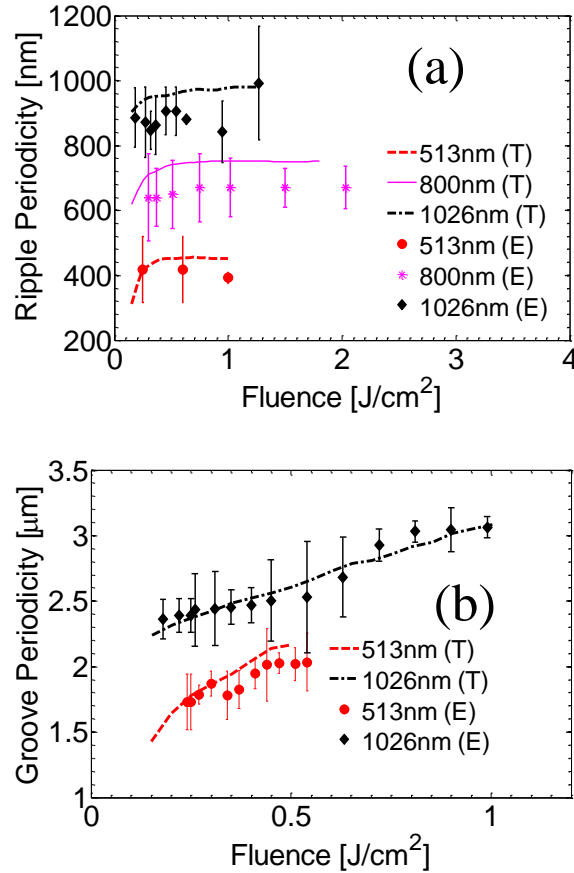 1200
1000
800
600
400
200
0
1
2
3
4
Ripple Periodicity [nm]
Fluence [J/cm²]
(a)
513nm (T)
800nm (T)
1026nm (T)
513nm (E)
800nm (E)
1026nm (E)
3.5
3
2.5
2
1.5
1
0
0.5
1
Groove Periodicity [μm]
Fluence [J/cm²]
(b)
513nm (T)
1026nm (T)
513nm (E)
1026nm (E)